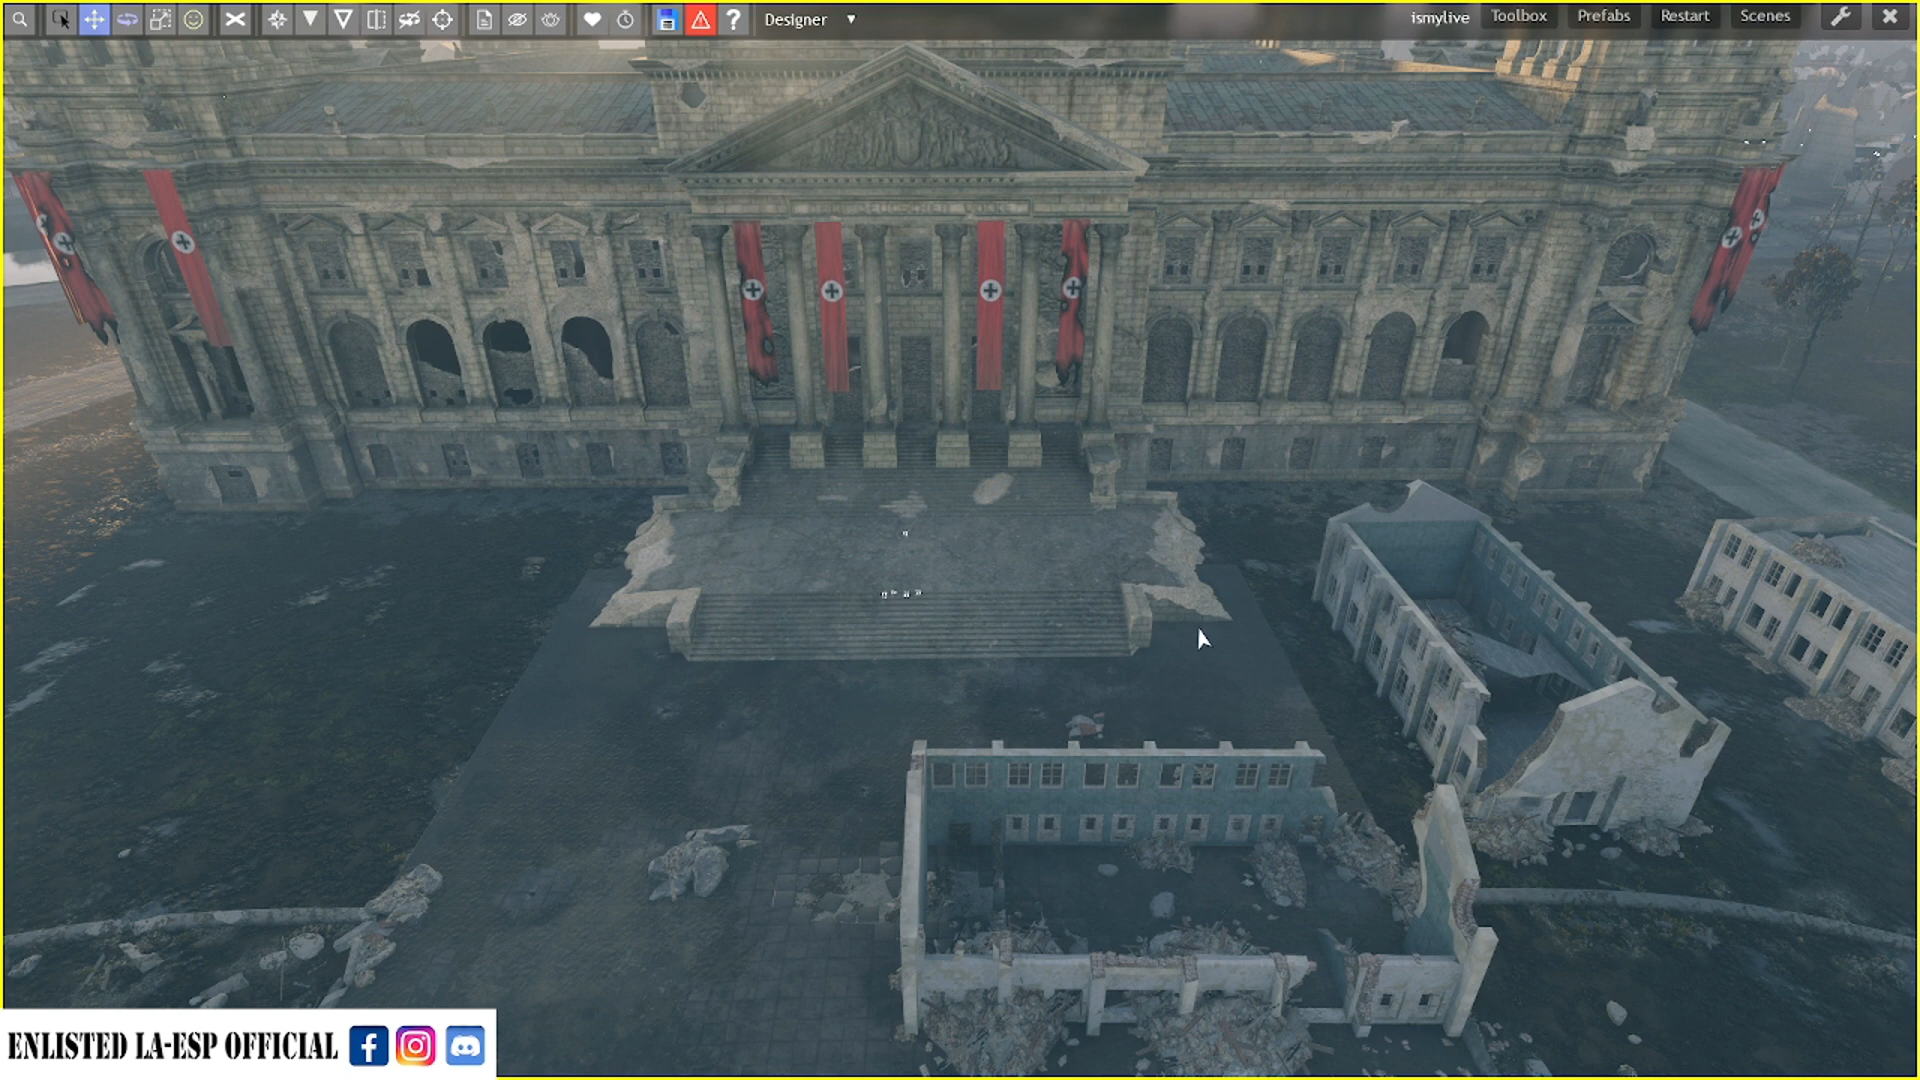 Designer
ismylive
Toolbox
Prefabs
Restart
Scenes
ENLISTED LA-ESP OFFICIAL